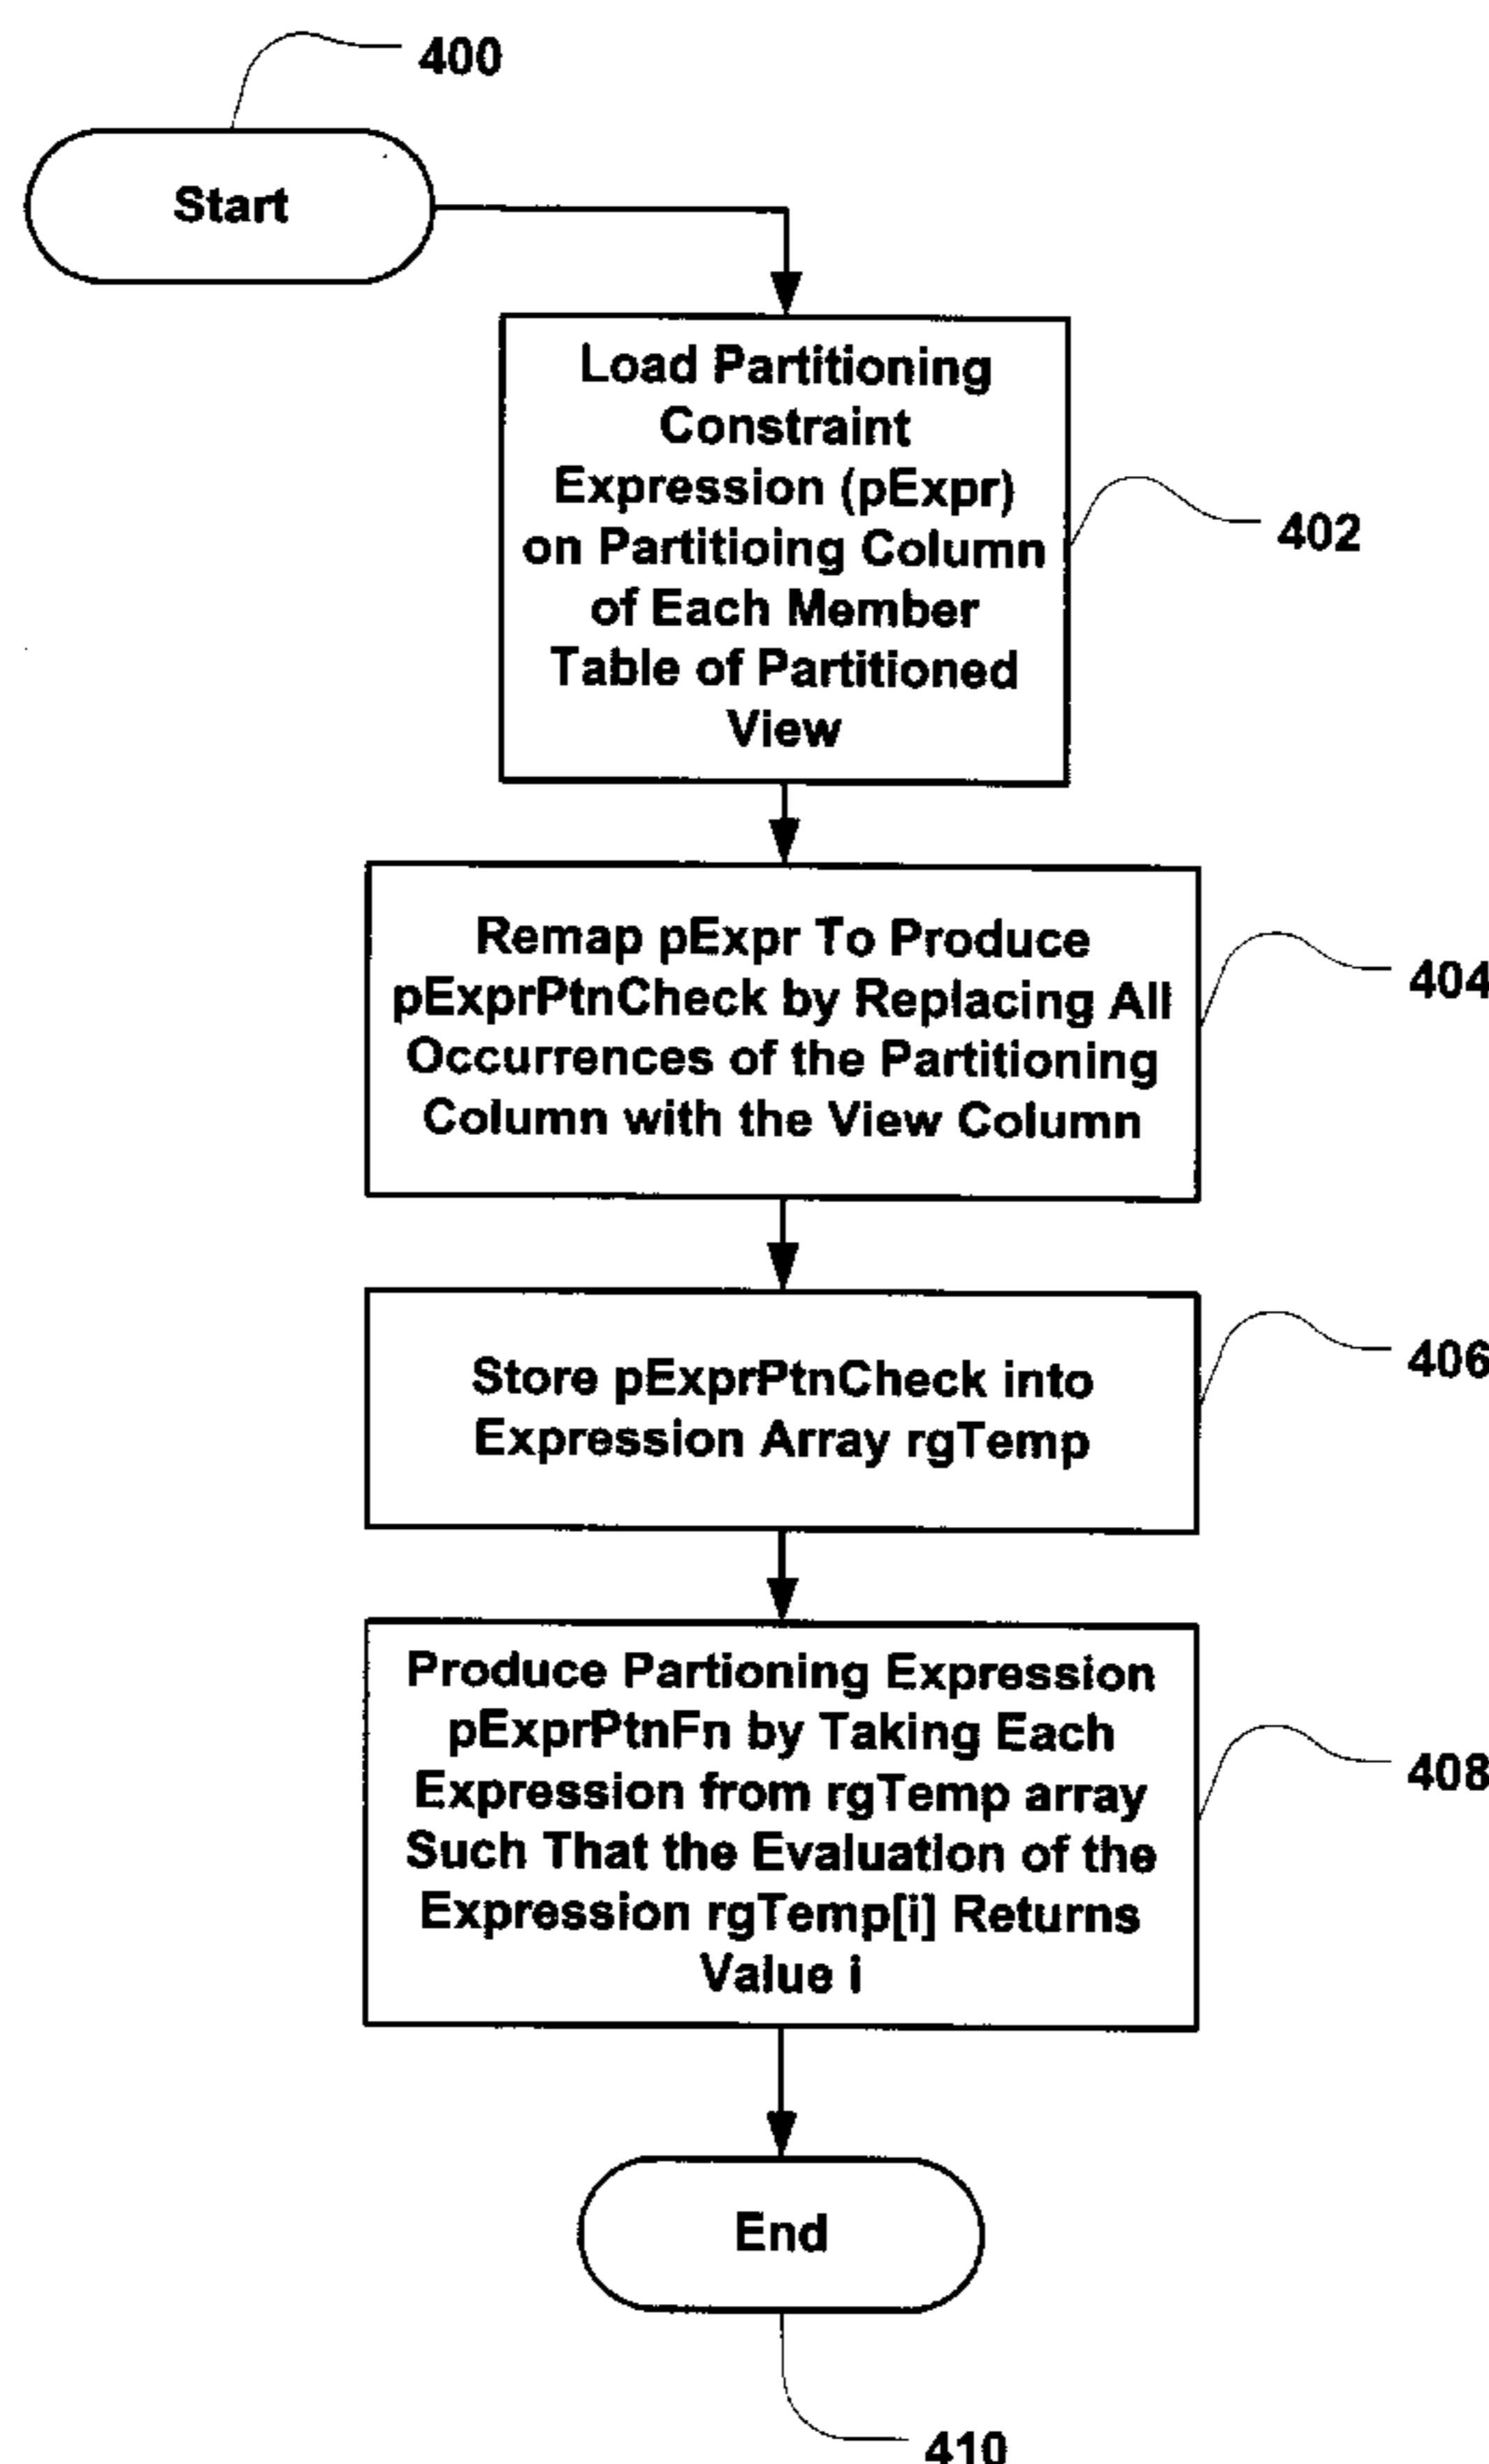 400
Start
Load Partitioning
Constraint
Expression (pExpr)
on Partitioing Column
of Each Member
Table of Partitioned
View
402
Remap pExpr To Produce
pExprPtnCheck by Replacing All
Occurrences of the Partitioning
Column with the View Column
404
Store pExprPtnCheck into
Expression Array rgTemp
406
Produce Partioning Expression
pExprPtnFn by Taking Each
Expression from rgTemp array
Such That the Evaluation of the
Expression rgTemp[i] Returns
Value i
408
End
410